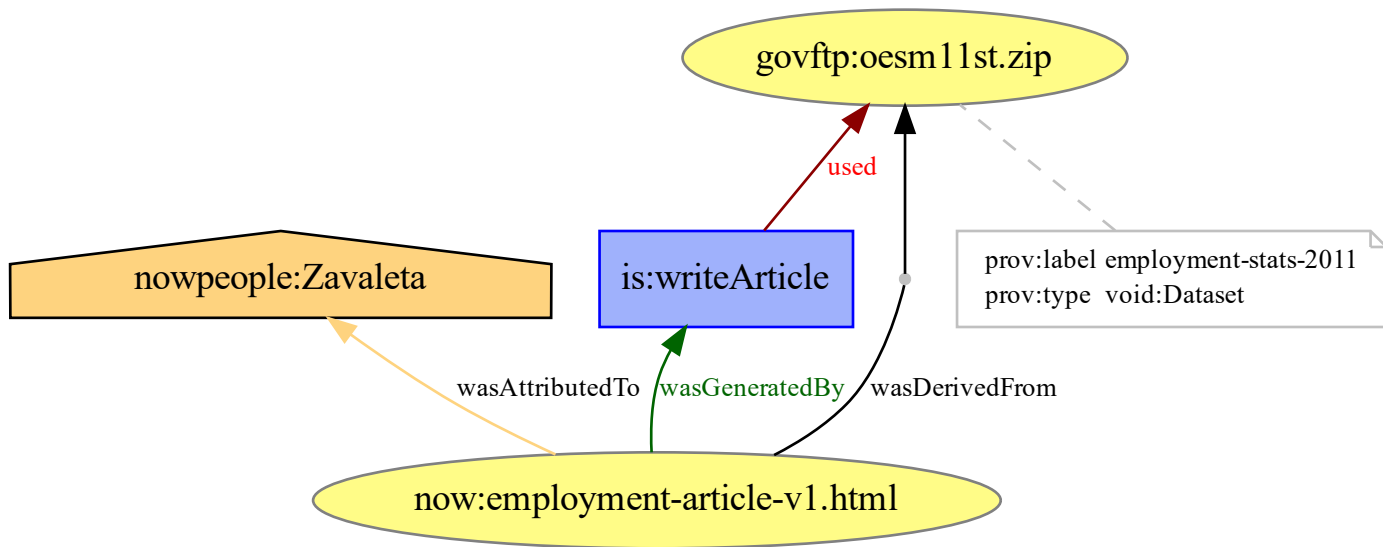 govftp:oesm11st.zip
used
nowpeople:Zavaleta
is:writeArticle
prov:label employment-stats-2011
prov:type void:Dataset
wasAttributedTo
wasGeneratedBy
wasDerivedFrom
now:employment-article-v1.html